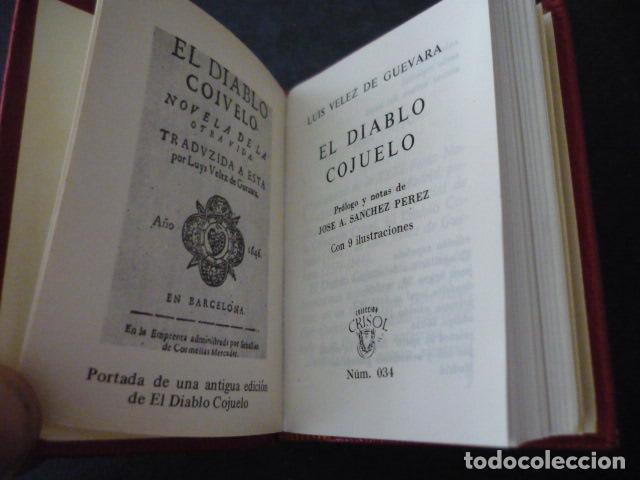 EL DIABLO
COIVELO.
NOVELA DE LA
OTRA VIDA
TRADVZIDA A ESTA
por Luys Velez de Gueuara.
Año 1646
EN BARCELONA.
En la Emprenta administrada por Sebastian
de Cormellas Mercader.
Portada de una antigua edición
de El Diablo Cojuelo
LUIS VELEZ DE GUEVARA
EL DIABLO
COJUELO
Prólogo y notas de
JOSE A. SANCHEZ PEREZ
Con 9 ilustraciones
COLECCION
CRISOL
Núm. 034
todocoleccion